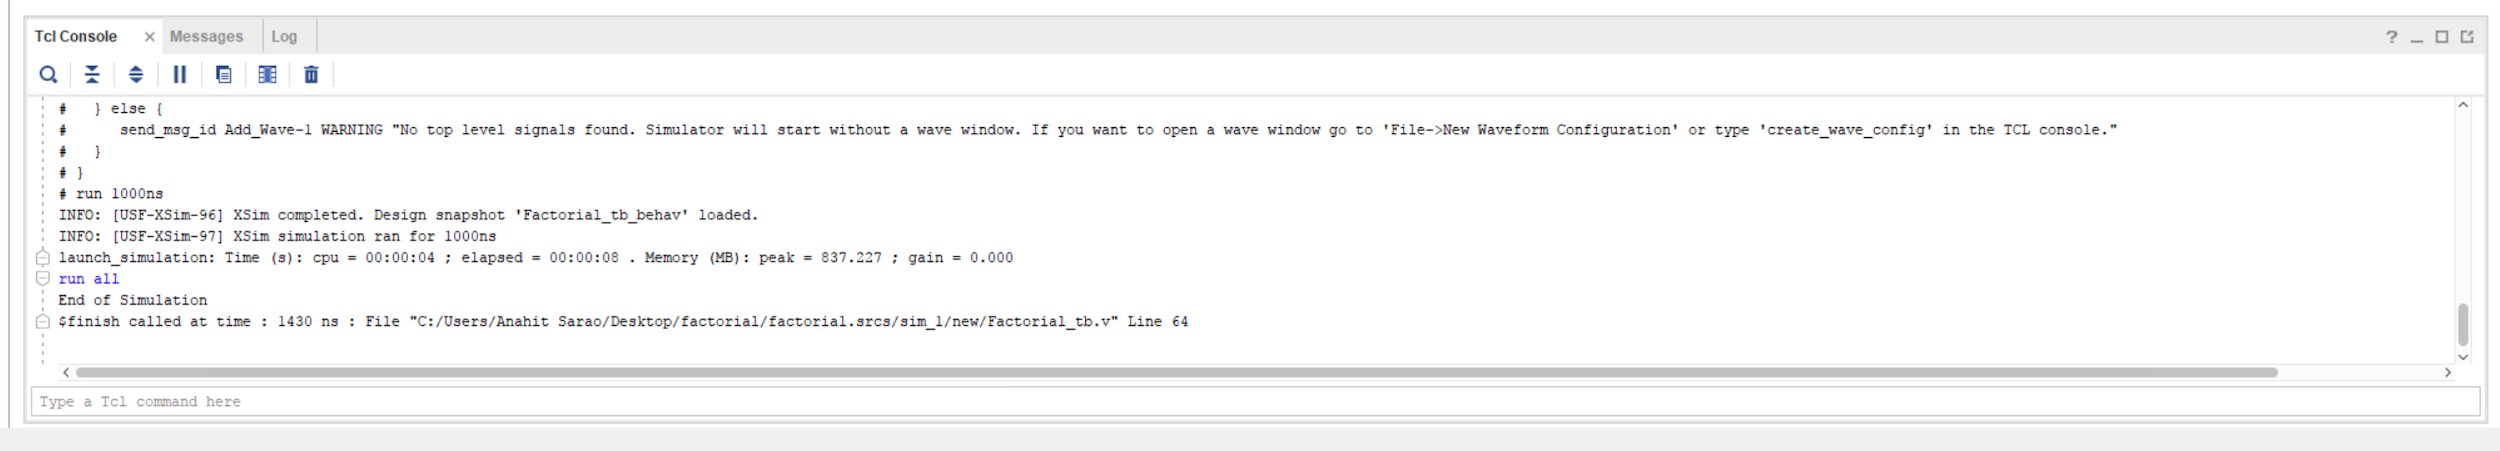 Tcl Console × Messages Log
? _
# } else {
# send_msg_id Add_Wave-1 WARNING "No top level signals found. Simulator will start without a wave window. If you want to open a wave window go to 'File->New Waveform Configuration' or type 'create_wave_config' in the TCL console."
# }
# }
# run 1000ns
INFO: [USF-XSim-96] XSim completed. Design snapshot 'Factorial_tb_behav' loaded.
INFO: [USF-XSim-97] XSim simulation ran for 1000ns
launch_simulation: Time (s): cpu = 00:00:04 ; elapsed = 00:00:08 . Memory (MB): peak = 837.227 ; gain = 0.000
run all
End of Simulation
$finish called at time : 1430 ns : File "C:/Users/Anahit Sarao/Desktop/factorial/factorial.srcs/sim_1/new/Factorial_tb.v" Line 64
Type a Tcl command here